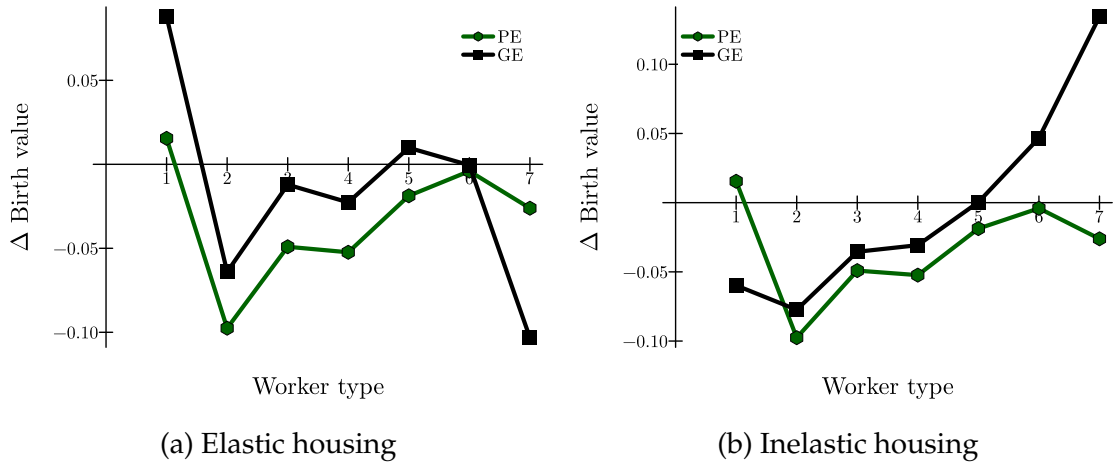 PE
GE
0.05
−0.05
−0.10
1 2 3 4 5 6 7
Δ Birth value
Worker type
(a) Elastic housing
PE
GE
0.10
0.05
−0.05
−0.10
1 2 3 4 5 6 7
Δ Birth value
Worker type
(b) Inelastic housing